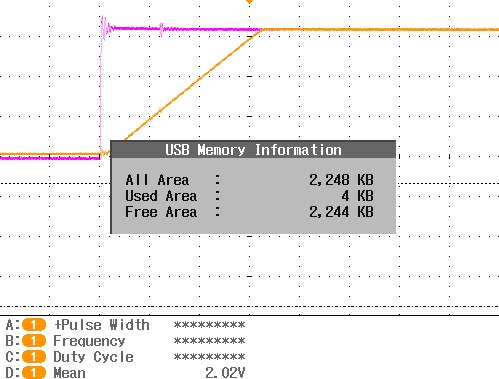 USB Memory Information
All Area : 2,248 KB
Used Area : 4 KB
Free Area : 2,244 KB
A: 1 +Pulse Width *********
B: 1 Frequency *********
C: 1 Duty Cycle *********
D: 1 Mean 2.02V